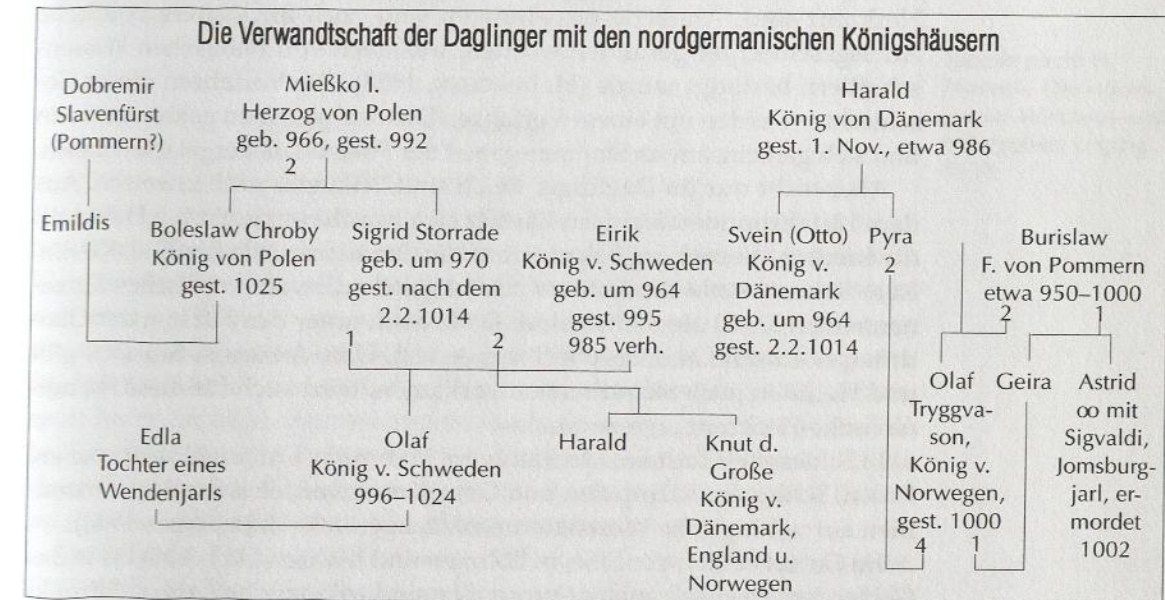 Die Verwandtschaft der Daglinger mit den nordgermanischen Königshäusern
Dobremir
Slavenfürst
(Pommern?)
Mießko I.
Herzog von Polen
geb. 966, gest. 992
2
Harald
König von Dänemark
gest. 1. Nov., etwa 986
Emildis
Boleslaw Chroby
König von Polen
gest. 1025
Sigrid Storrade
geb. um 970
gest. nach dem
2.2.1014
2
Eirik
König v. Schweden
geb. um 964
gest. 995
985 verh.
Svein (Otto)
König v.
Dänemark
geb. um 964
gest. 2.2.1014
Pyra
2
Burislaw
F. von Pommern
etwa 950–1000
2
1
Edla
Tochter eines
Wendenjarls
Olaf
König v. Schweden
996–1024
Harald
Knut d
Große
König v.
Dänemark,
England u.
Norwegen
Olaf
Tryggva-
son,
König v.
Norwegen,
gest. 1000
4
1
Geira
Astrid
∞ mit
Sigvaldi,
Jomsburg-
jarl, er-
mordet
1002